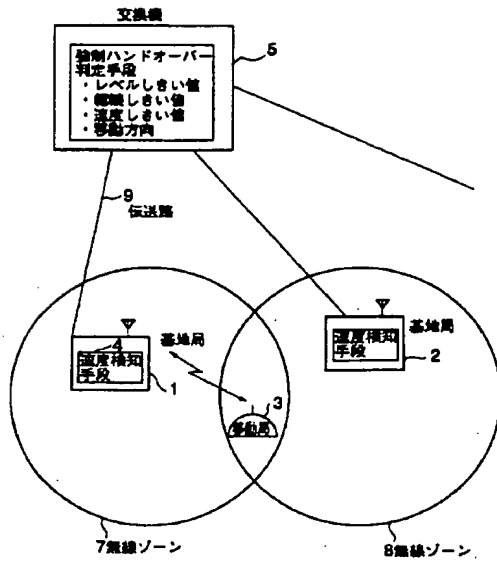 交換機
5
強制ハンドオーバー
判定手段
・レベルしきい値
・輻輳しきい値
・速度しきい値
・移動方向
9
伝送路
4
速度検知
手段
基地局
1
3
移動局
基地局
速度検知
手段
2
7無線ゾーン
8無線ゾーン